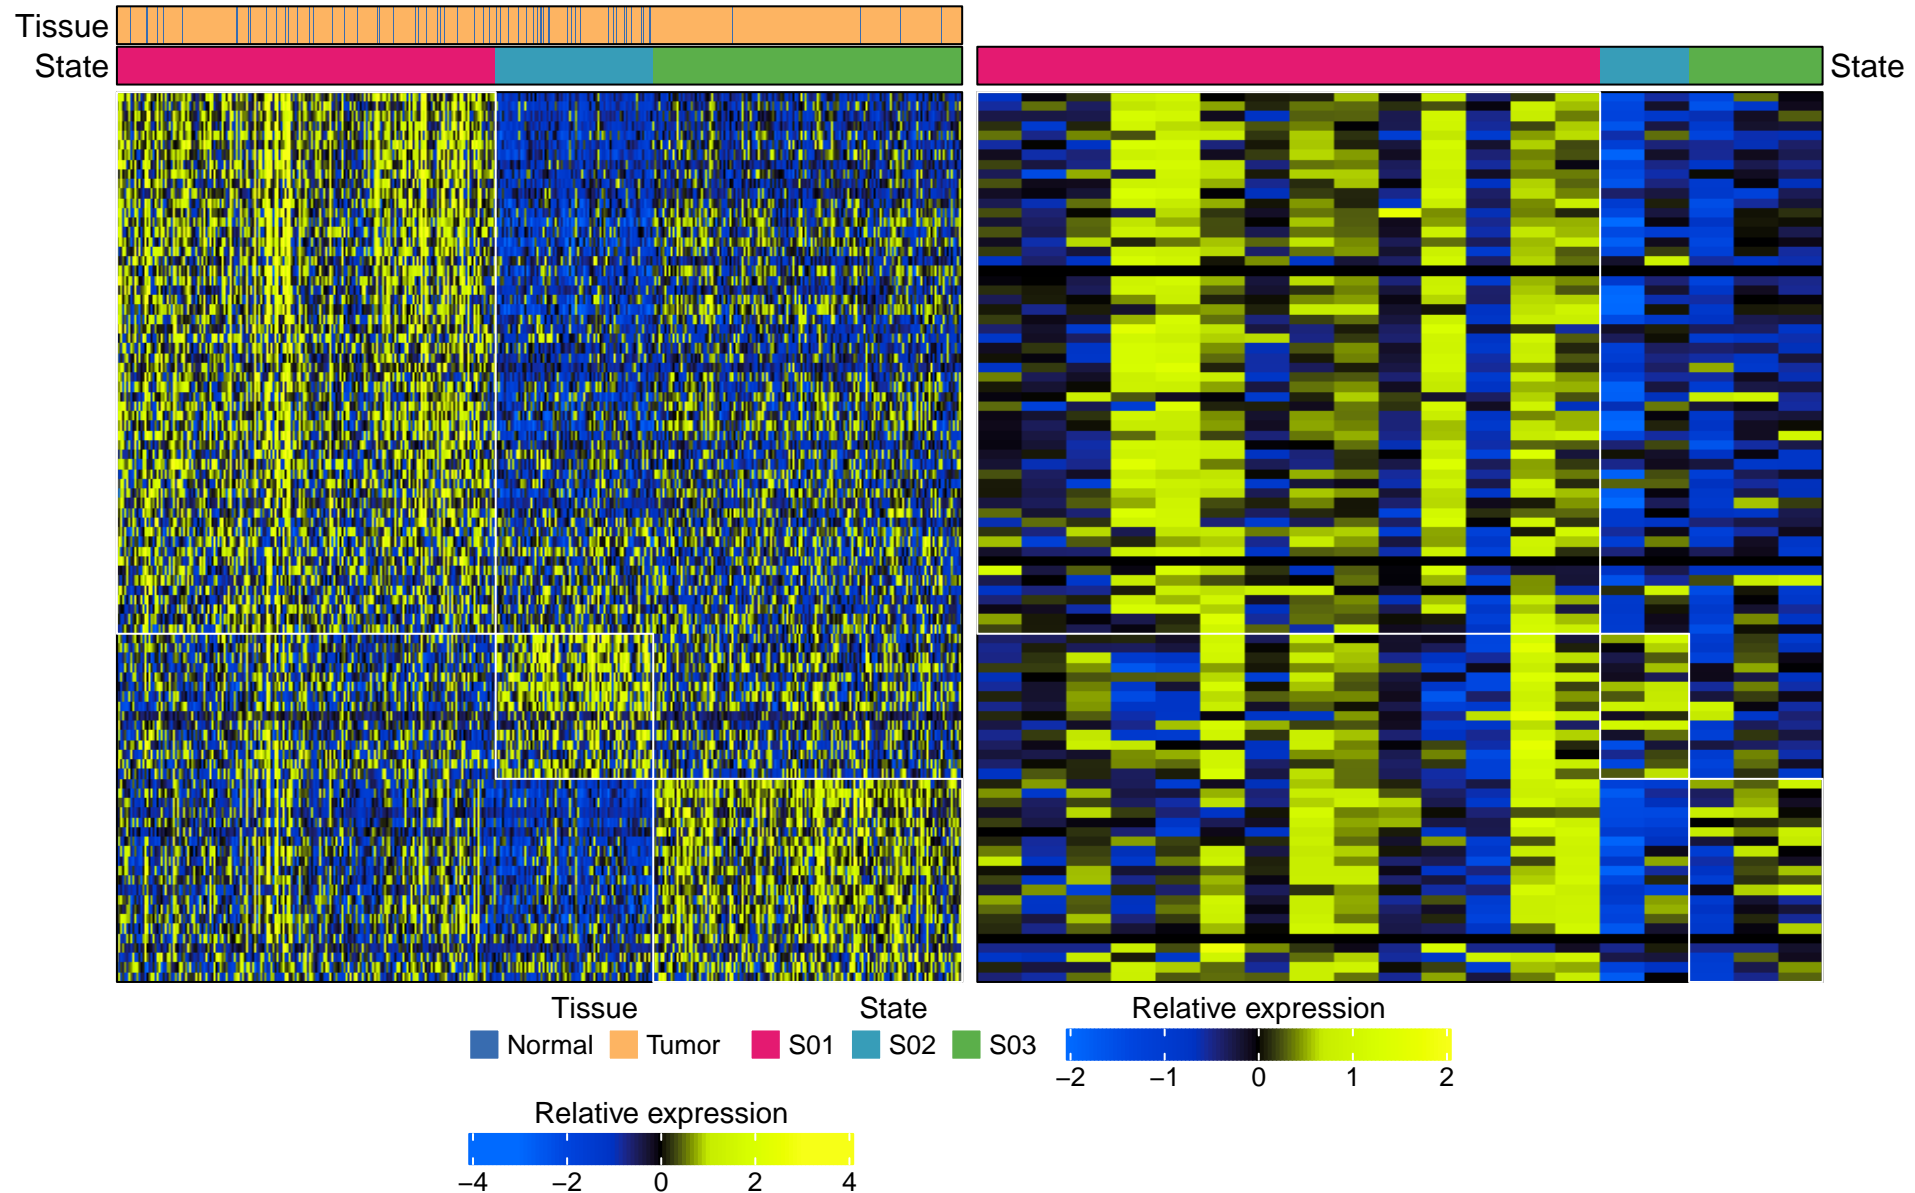 Tissue
State
State
Tissue
Normal Tumor
State
S01 S02 S03
Relative expression
−2 −1 0 1 2
Relative expression
−4 −2 0 2 4